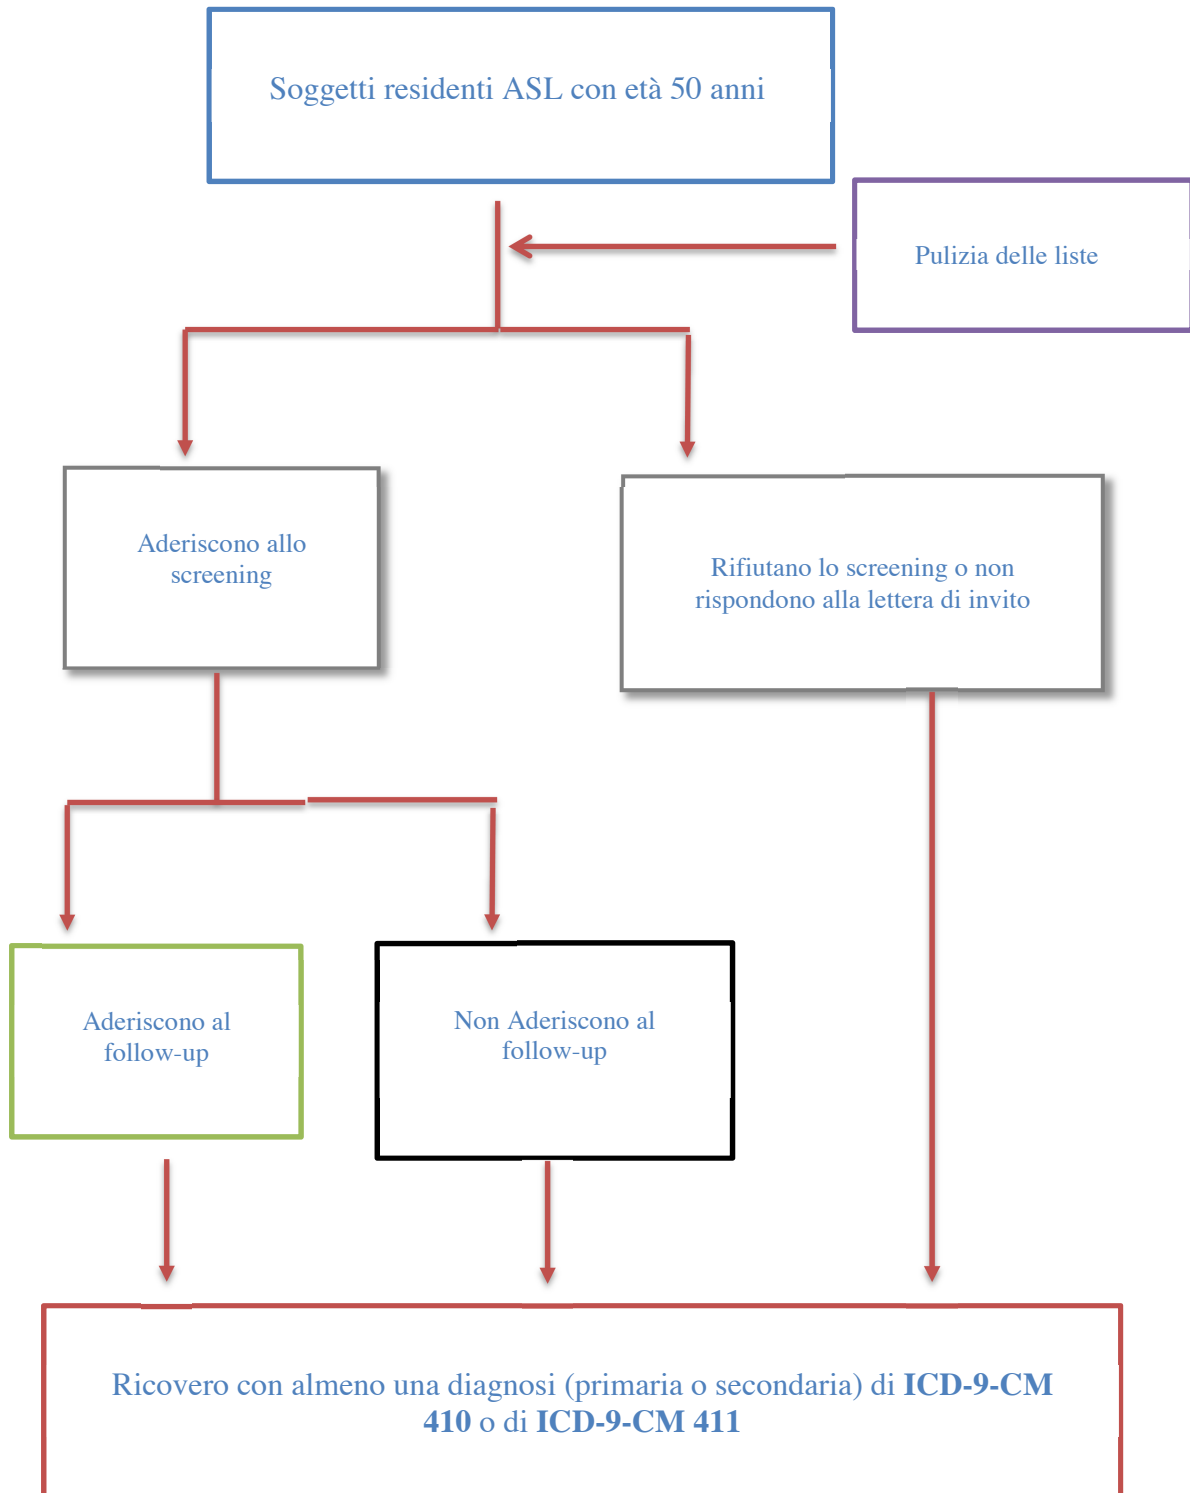 Soggetti residenti ASL con età 50 anni
Pulizia delle liste
Aderiscono allo
screening
Rifiutano lo screening o non
rispondono alla lettera di invito
Aderiscono al
follow-up
Non Aderiscono al
follow-up
Ricovero con almeno una diagnosi (primaria o secondaria) di ICD-9-CM
410 o di ICD-9-CM 411